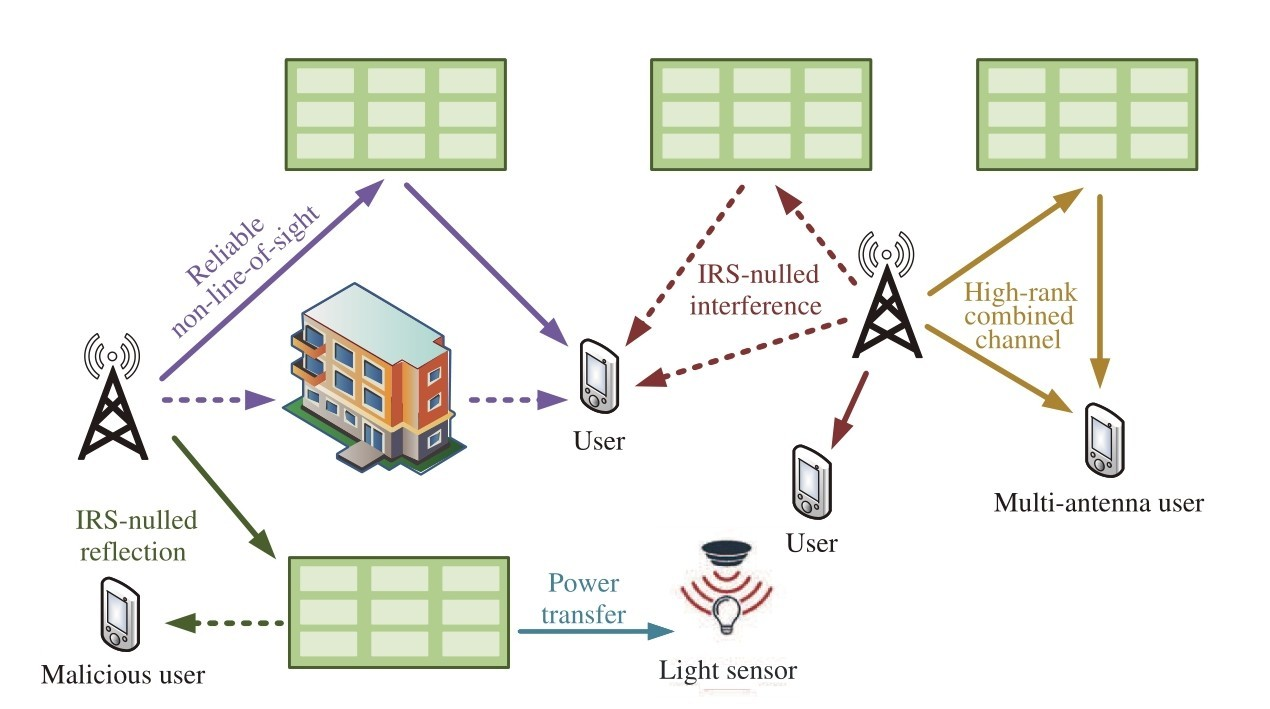 Reliable
non-line-of-sight
IRS-nulled
interference
High-rank
combined
channel
User
Multi-antenna user
IRS-nulled
reflection
User
Power
transfer
Malicious user
Light sensor